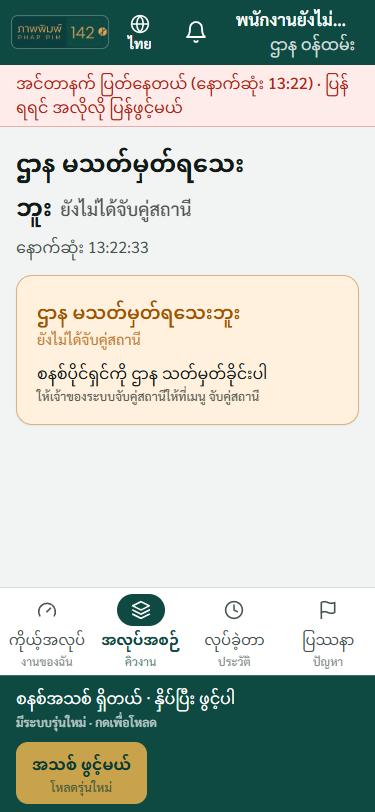 ภาพพิมพ์ 142
PHAP PIM
ไทย
พนักงานยังไม่...
ဌာန ဝန်ထမ်း
အင်တာနက် ပြတ်နေတယ် (နောက်ဆုံး 13:22) · ပြန်
ရရင် အလိုလို ပြန်ဖွင့်မယ်
ဌာန မသတ်မှတ်ရသေး
ဘူး ยังไม่ได้จับคู่สถานี
နောက်ဆုံး 13:22:33
ဌာန မသတ်မှတ်ရသေးဘူး
ยังไม่ได้จับคู่สถานี
စနစ်ပိုင်ရှင်ကို ဌာန သတ်မှတ်ခိုင်းပါ
ให้เจ้าของระบบจับคู่สถานีให้ที่เมนู จับคู่สถานี
ကိုယ့်အလုပ် အလုပ်အစဉ် လုပ်ခဲ့တာ ပြဿနာ
งานของฉัน คิวงาน ประวัติ ปัญหา
စနစ်အသစ် ရှိတယ် · နှိပ်ပြီး ဖွင့်ပါ
มีระบบรุ่นใหม่ · กดเพื่อโหลด
အသစ် ဖွင့်မယ်
โหลดรุ่นใหม่